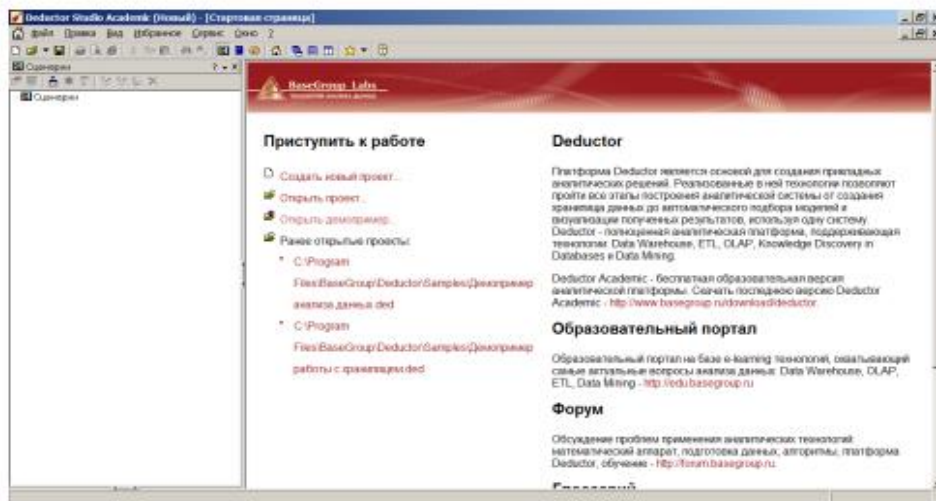 Deductor Studio Academic (Новый) - [Стартовая страница]
Файл Правка Вид Избранное Сервис Окно ?
Сценарии
Сценарии
BaseGroup Labs
Технологии анализа данных
Приступить к работе
Создать новый проект...
Открыть проект...
Открыть демопример...
Ранее открытые проекты:
C:\Program
Files\BaseGroup\Deductor\Samples\Демопример
анализа данных.ded
C:\Program
Files\BaseGroup\Deductor\Samples\Демопример
работы с хранилищем.ded
Deductor
Платформа Deductor является основой для создания прикладных
аналитических решений. Реализованные в ней технологии позволяют
пройти все этапы построения аналитической системы от создания
хранилища данных до автоматического подбора моделей и
визуализации полученных результатов, используя одну систему.
Deductor - полноценная аналитическая платформа, поддерживающая
технологии: Data Warehouse, ETL, OLAP, Knowledge Discovery in
Databases и Data Mining.
Deductor Academic - бесплатная образовательная версия
аналитической платформы. Скачать последнюю версию Deductor
Academic - http://www.basegroup.ru/download/deductor.
Образовательный портал
Образовательный портал на базе e-learning технологий, охватывающий
самые актуальные вопросы анализа данных: Data Warehouse, OLAP,
ETL, Data Mining - http://edu.basegroup.ru
Форум
Обсуждение проблем применения аналитических технологий:
математический аппарат, подготовка данных, алгоритмы, платформа
Deductor, обучение - http://forum.basegroup.ru.
Глоссарий